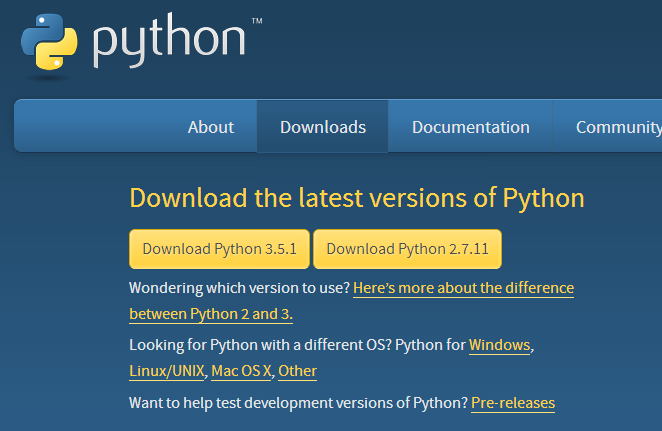 python™
About Downloads Documentation Community
Download the latest versions of Python
Download Python 3.5.1 Download Python 2.7.11
Wondering which version to use? Here’s more about the difference
between Python 2 and 3.
Looking for Python with a different OS? Python for Windows,
Linux/UNIX, Mac OS X, Other
Want to help test development versions of Python? Pre-releases